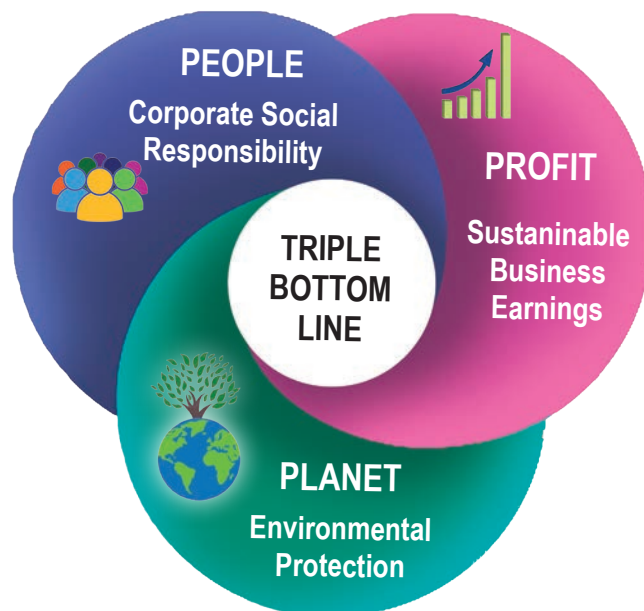 PEOPLE
Corporate Social
Responsibility
PROFIT
Sustaninable
Business
Earnings
TRIPLE
BOTTOM
LINE
PLANET
Environmental
Protection